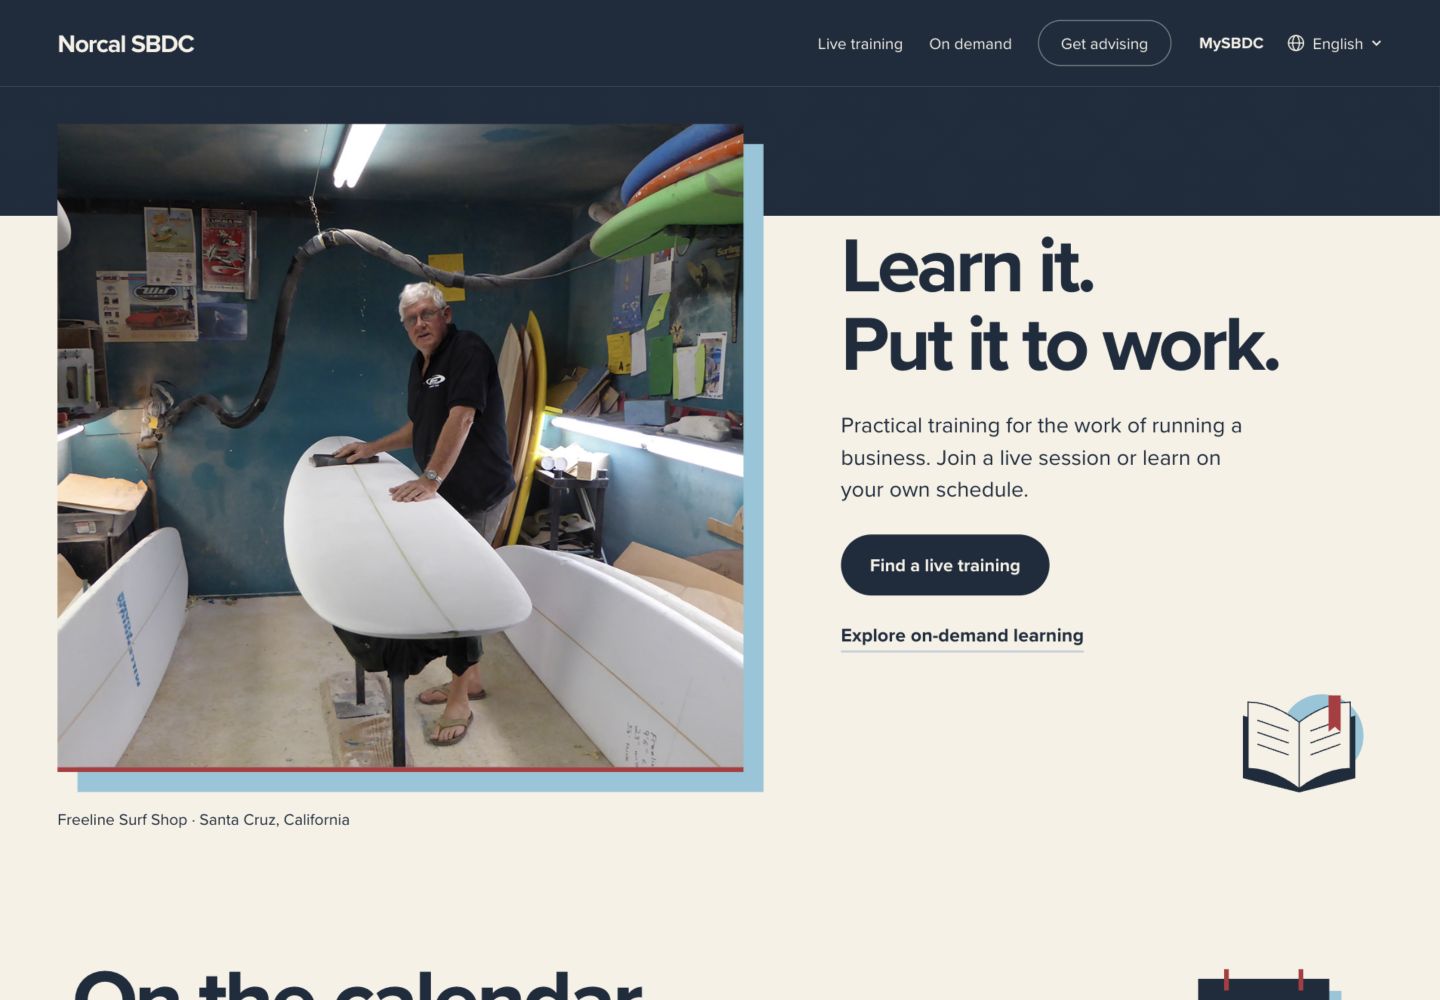 Norcal SBDC
Live training
On demand
Get advising
MySBDC
English
Learn it.
Put it to work.
Practical training for the work of running a
business. Join a live session or learn on
your own schedule.
Find a live training
Explore on-demand learning
Freeline Surf Shop · Santa Cruz, California
On the calendar